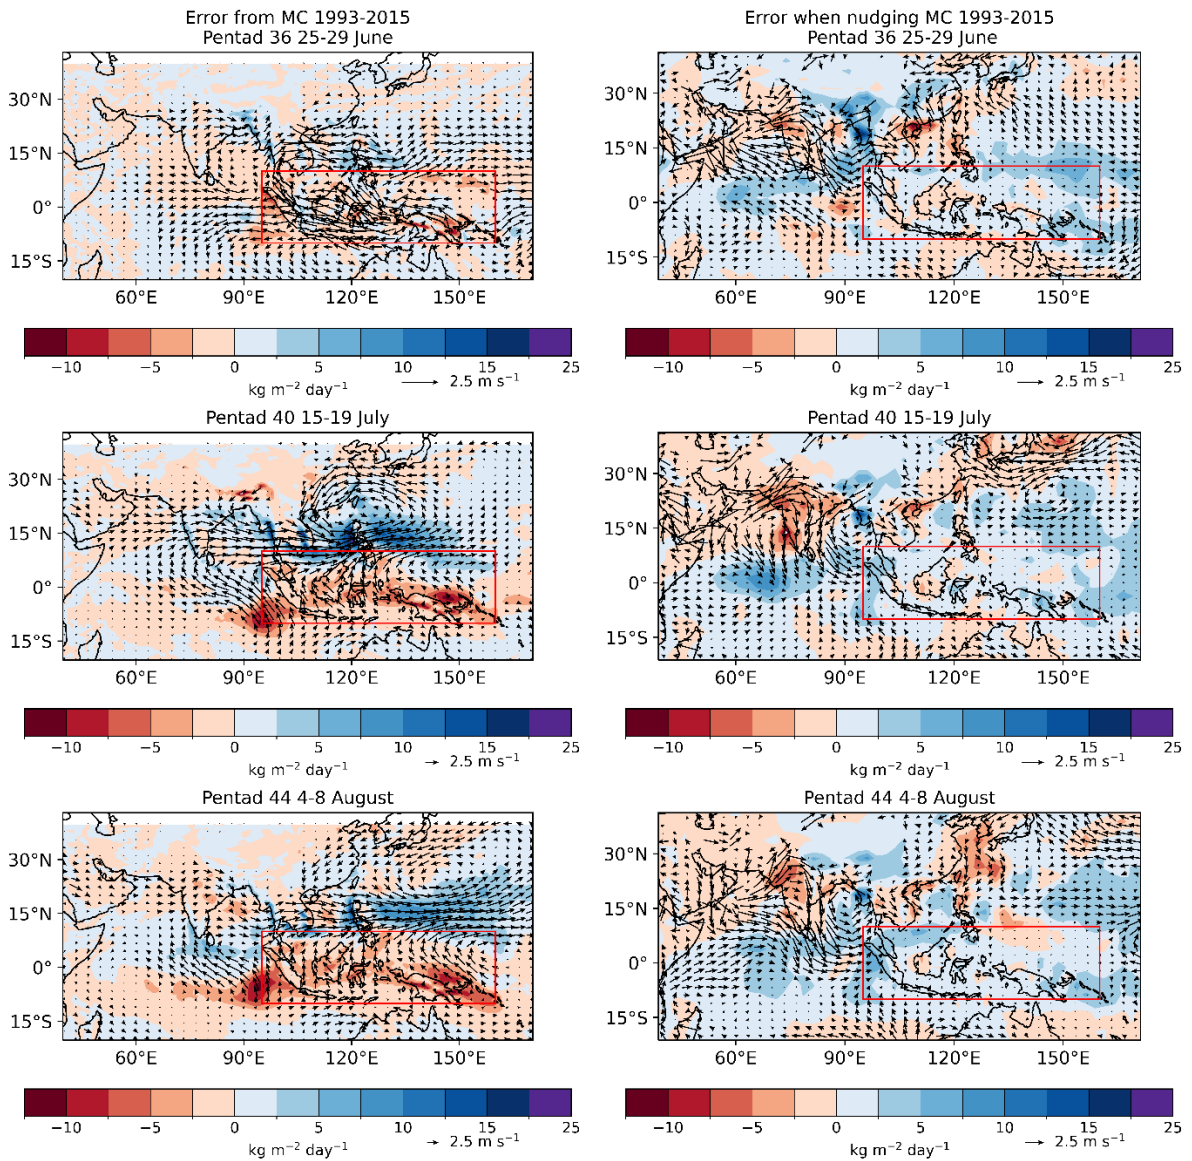 Error from MC 1993-2015
Pentad 36 25-29 June
30°N
15°N
0°
15°S
60°E 90°E 120°E 150°E
−10 −5 0 5 10 15 25
kg m⁻² day⁻¹
2.5 m s⁻¹
Error when nudging MC 1993-2015
Pentad 36 25-29 June
30°N
15°N
0°
15°S
60°E 90°E 120°E 150°E
−10 −5 0 5 10 15 25
kg m⁻² day⁻¹
2.5 m s⁻¹
Pentad 40 15-19 July
30°N
15°N
0°
15°S
60°E 90°E 120°E 150°E
−10 −5 0 5 10 15 25
kg m⁻² day⁻¹
2.5 m s⁻¹
Pentad 40 15-19 July
30°N
15°N
0°
15°S
60°E 90°E 120°E 150°E
−10 −5 0 5 10 15 25
kg m⁻² day⁻¹
2.5 m s⁻¹
Pentad 44 4-8 August
30°N
15°N
0°
15°S
60°E 90°E 120°E 150°E
−10 −5 0 5 10 15 25
kg m⁻² day⁻¹
2.5 m s⁻¹
Pentad 44 4-8 August
30°N
15°N
0°
15°S
60°E 90°E 120°E 150°E
−10 −5 0 5 10 15 25
kg m⁻² day⁻¹
2.5 m s⁻¹